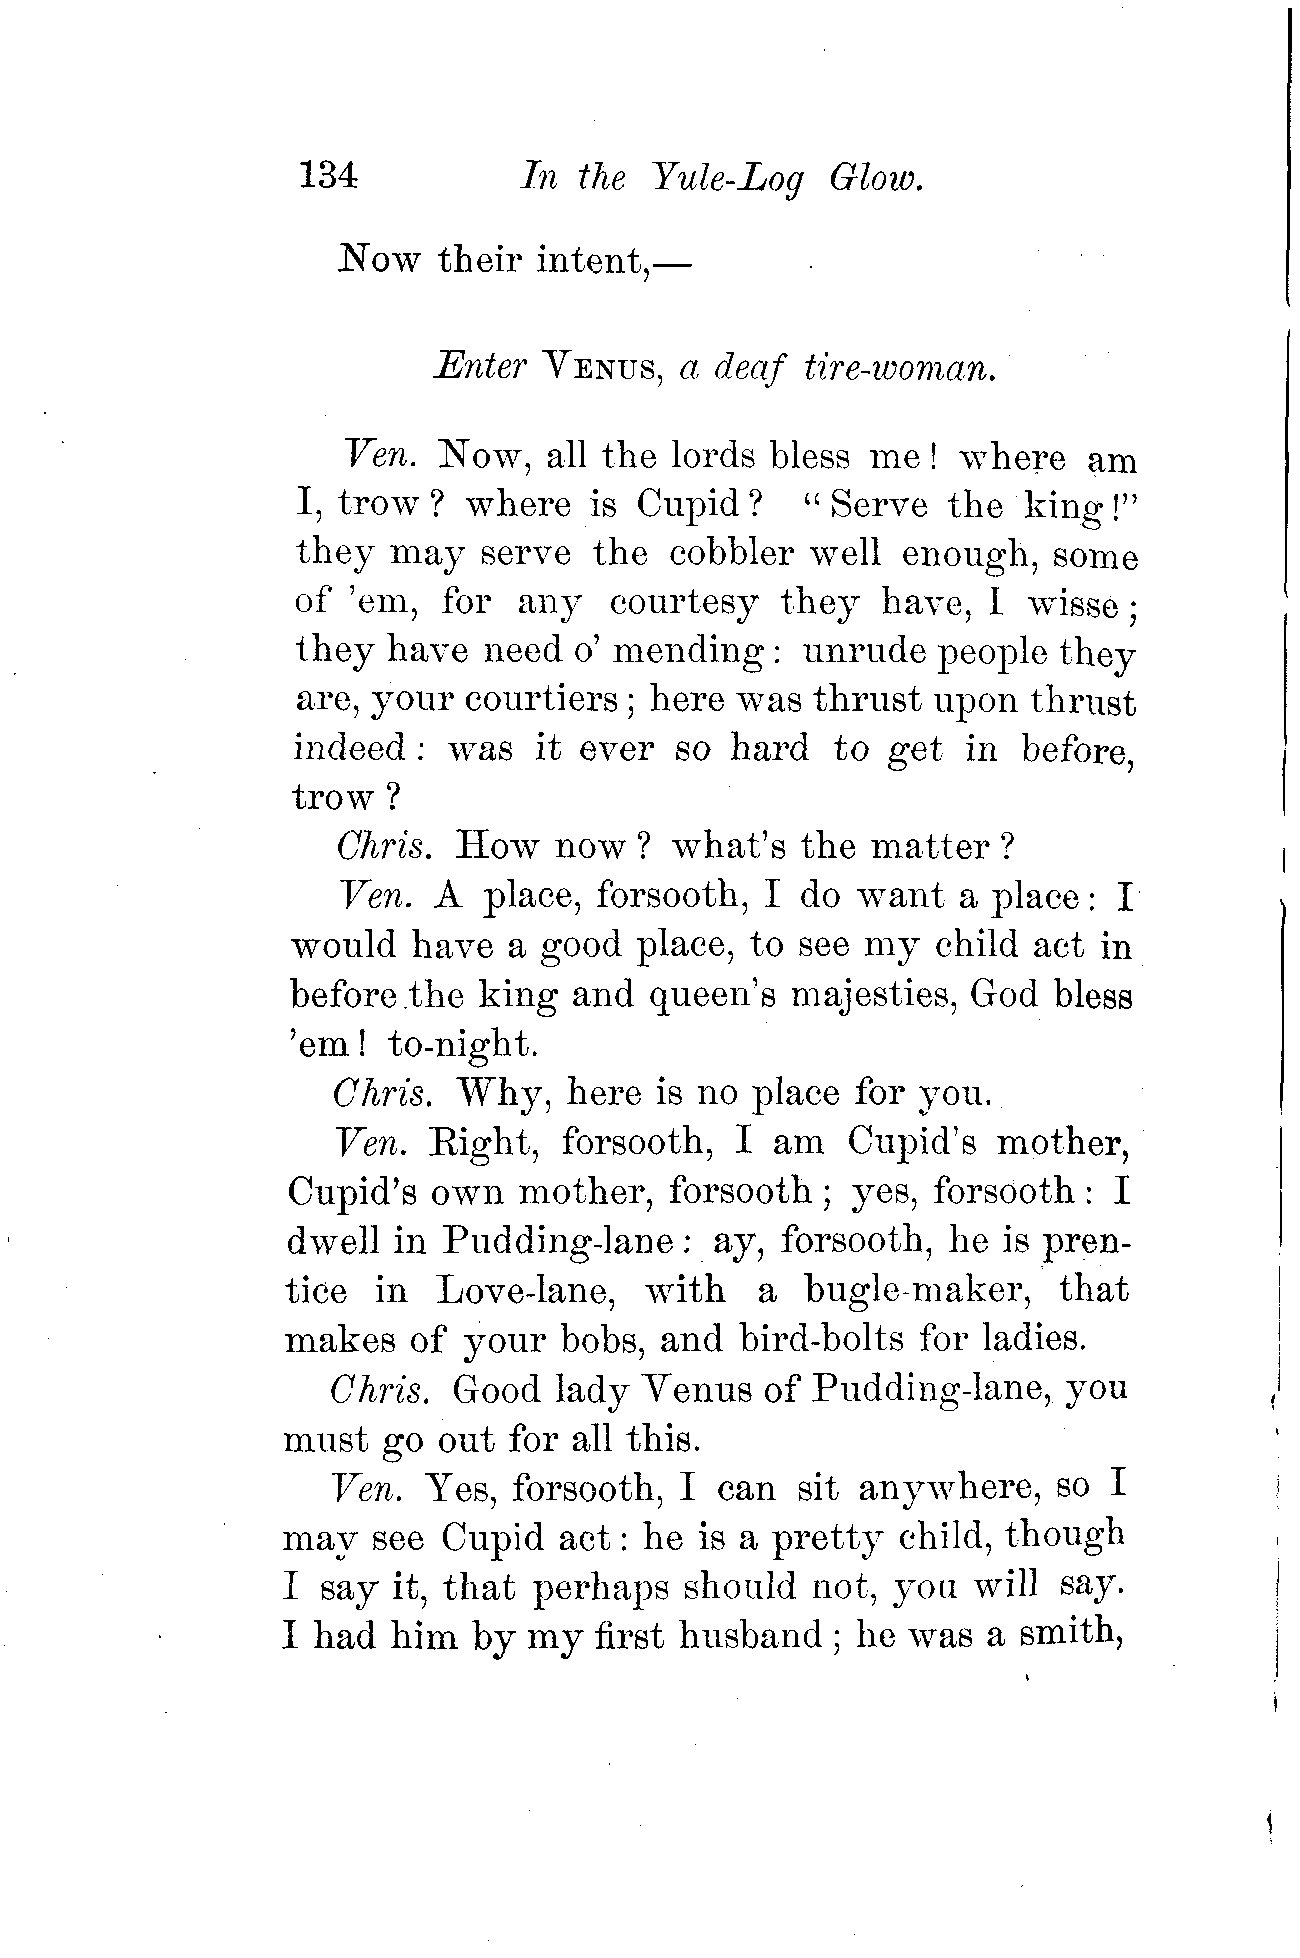 134 In the Yule-Log Glow.
Now their intent,—
Enter VENUS, a deaf tire-woman.
Ven. Now, all the lords bless me! where am
I, trow? where is Cupid? "Serve the king!"
they may serve the cobbler well enough, some
of 'em, for any courtesy they have, I wisse;
they have need o' mending: unrude people they
are, your courtiers; here was thrust upon thrust
indeed: was it ever so hard to get in before,
trow?
Chris. How now? what's the matter?
Ven. A place, forsooth, I do want a place: I
would have a good place, to see my child act in
before the king and queen's majesties, God bless
'em! to-night.
Chris. Why, here is no place for you.
Ven. Right, forsooth, I am Cupid's mother,
Cupid's own mother, forsooth; yes, forsooth: I
dwell in Pudding-lane: ay, forsooth, he is pren-
tice in Love-lane, with a bugle-maker, that
makes of your bobs, and bird-bolts for ladies.
Chris. Good lady Venus of Pudding-lane, you
must go out for all this.
Ven. Yes, forsooth, I can sit anywhere, so I
may see Cupid act: he is a pretty child, though
I say it, that perhaps should not, you will say.
I had him by my first husband; he was a smith,